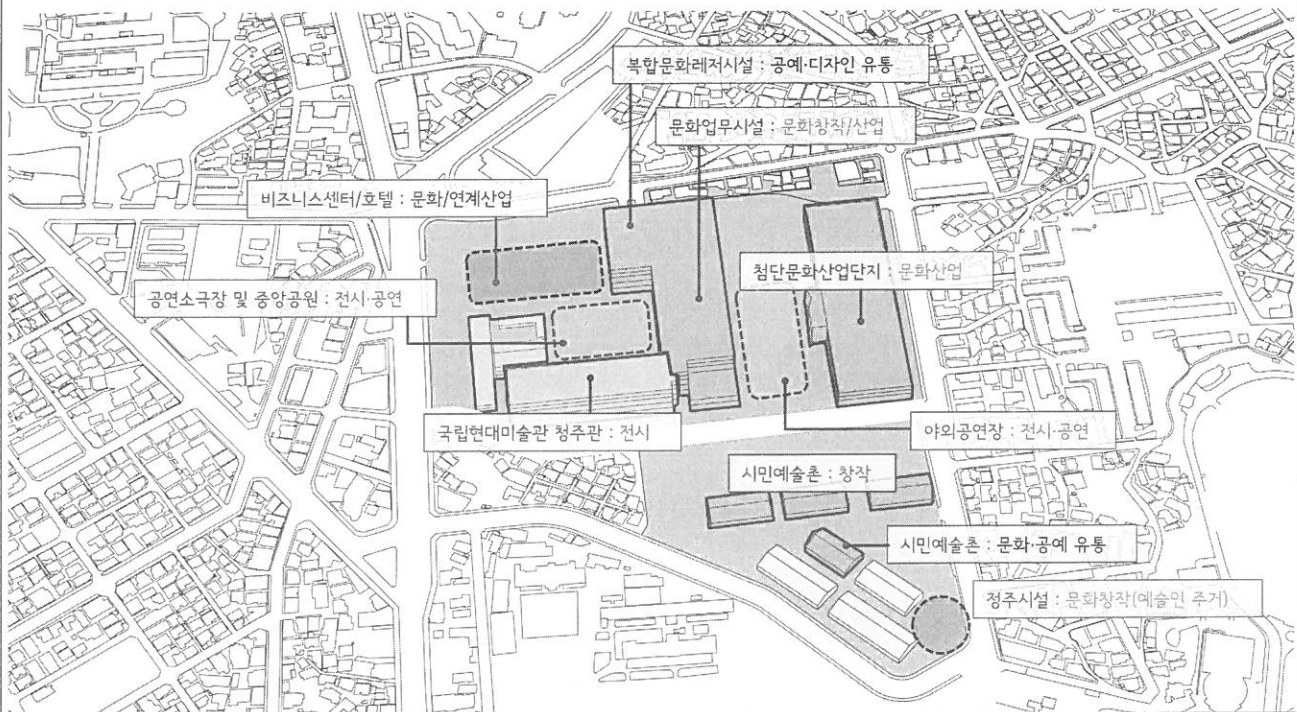 복합문화레저시설 : 공예·디자인 유통
문화업무시설 : 문화창작/산업
비즈니스센터/호텔 : 문화/연계산업
첨단문화산업단지 : 문화산업
공연소극장 및 중앙공원 : 전시·공연
국립현대미술관 청주관 : 전시
야외공연장 : 전시·공연
시민예술촌 : 창작
시민예술촌 : 문화·공예 유통
정주시설 : 문화창작(예술인 주거)